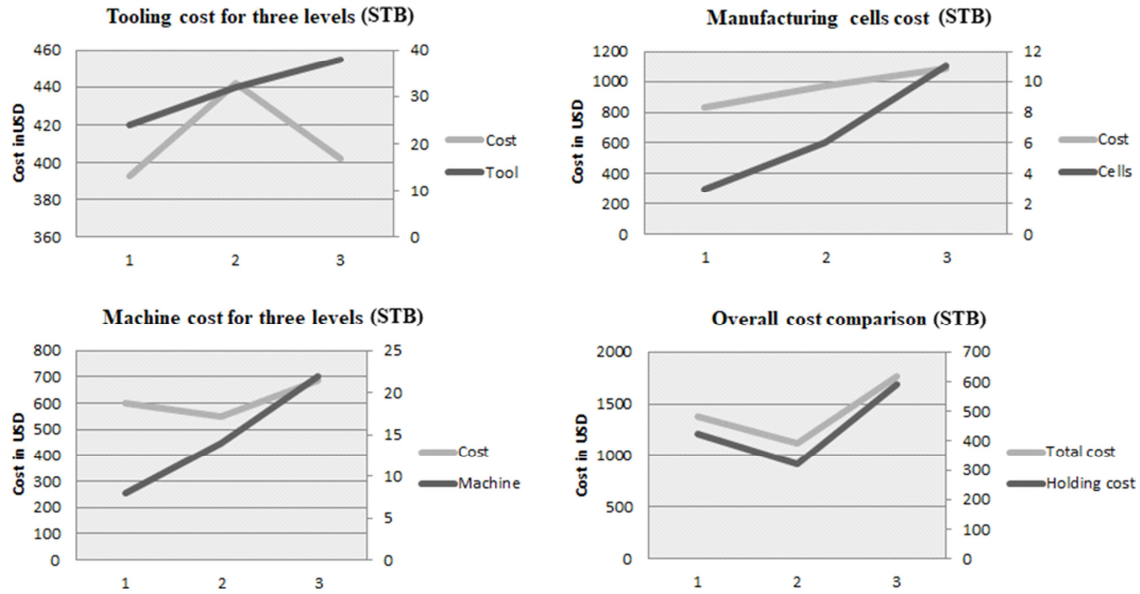 Tooling cost for three levels (STB)
460
440
420
400
380
360
40
30
20
10
0
Cost inUSD
1 2 3
Cost
Tool
Manufacturing cells cost (STB)
1200
1000
800
600
400
200
0
12
10
8
6
4
2
0
Cost in USD
1 2 3
Cost
Cells
Machine cost for three levels (STB)
800
700
600
500
400
300
200
100
0
25
20
15
10
5
0
Cost in USD
1 2 3
Cost
Machine
Overall cost comparison (STB)
2000
1500
1000
500
0
700
600
500
400
300
200
100
0
Cost in USD
1 2 3
Total cost
Holding cost